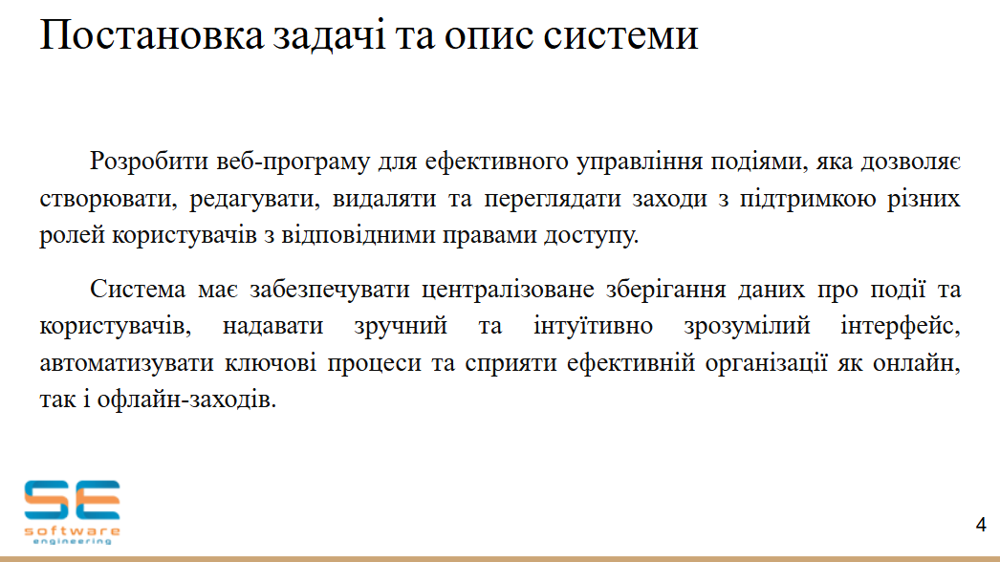 Постановка задачі та опис системи
Розробити веб-програму для ефективного управління подіями, яка дозволяє
створювати, редагувати, видаляти та переглядати заходи з підтримкою різних
ролей користувачів з відповідними правами доступу.
Система має забезпечувати централізоване зберігання даних про події та
користувачів, надавати зручний та інтуїтивно зрозумілий інтерфейс,
автоматизувати ключові процеси та сприяти ефективній організації як онлайн,
так і офлайн-заходів.
SE
software
engineering
4